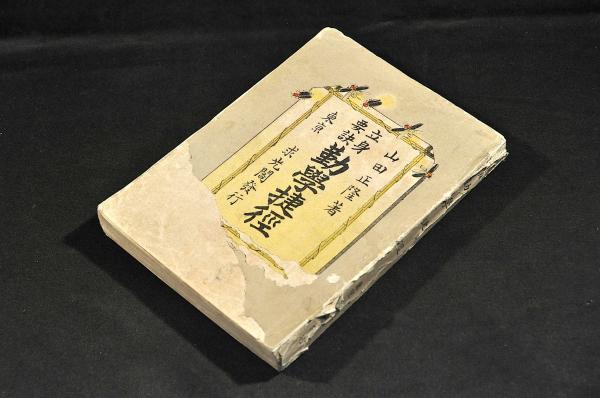 山田正隆著
立身
要訣
勤學捷徑
東京 求光閣發行